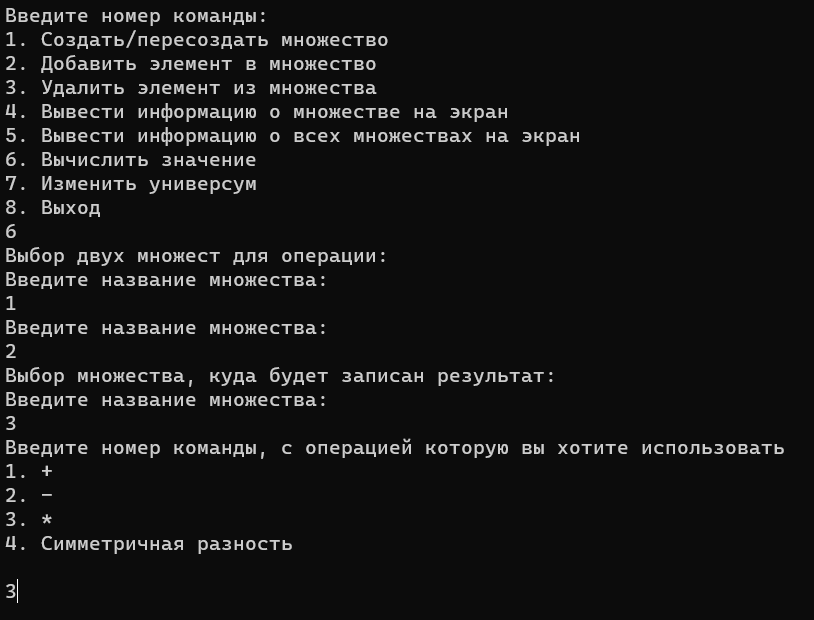 Введите номер команды:
1. Создать/пересоздать множество
2. Добавить элемент в множество
3. Удалить элемент из множества
4. Вывести информацию о множестве на экран
5. Вывести информацию о всех множествах на экран
6. Вычислить значение
7. Изменить универсум
8. Выход
6
Выбор двух множест для операции:
Введите название множества:
1
Введите название множества:
2
Выбор множества, куда будет записан результат:
Введите название множества:
3
Введите номер команды, с операцией которую вы хотите использовать
1. +
2. −
3. *
4. Симметричная разность
3